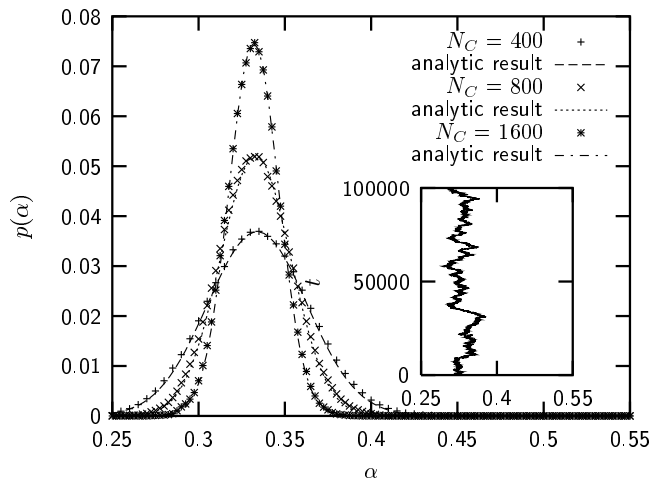 0.08
0.07
0.06
0.05
0.04
0.03
0.02
0.01
0
p(α)
N_C = 400
analytic result
N_C = 800
analytic result
N_C = 1600
analytic result
100000
50000
0
t
0.25 0.4 0.55
0.25 0.3 0.35 0.4 0.45 0.5 0.55
α